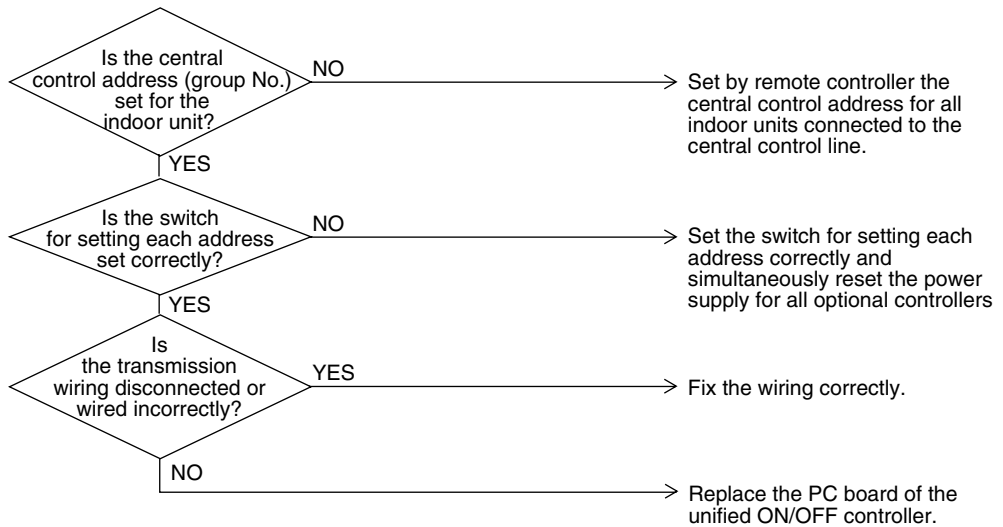 Is the central
control address (group No.)
set for the
indoor unit?
NO
Set by remote controller the
central control address for all
indoor units connected to the
central control line.
YES
Is the switch
for setting each address
set correctly?
NO
Set the switch for setting each
address correctly and
simultaneously reset the power
supply for all optional controllers
YES
Is
the transmission
wiring disconnected or
wired incorrectly?
YES
Fix the wiring correctly.
NO
Replace the PC board of the
unified ON/OFF controller.